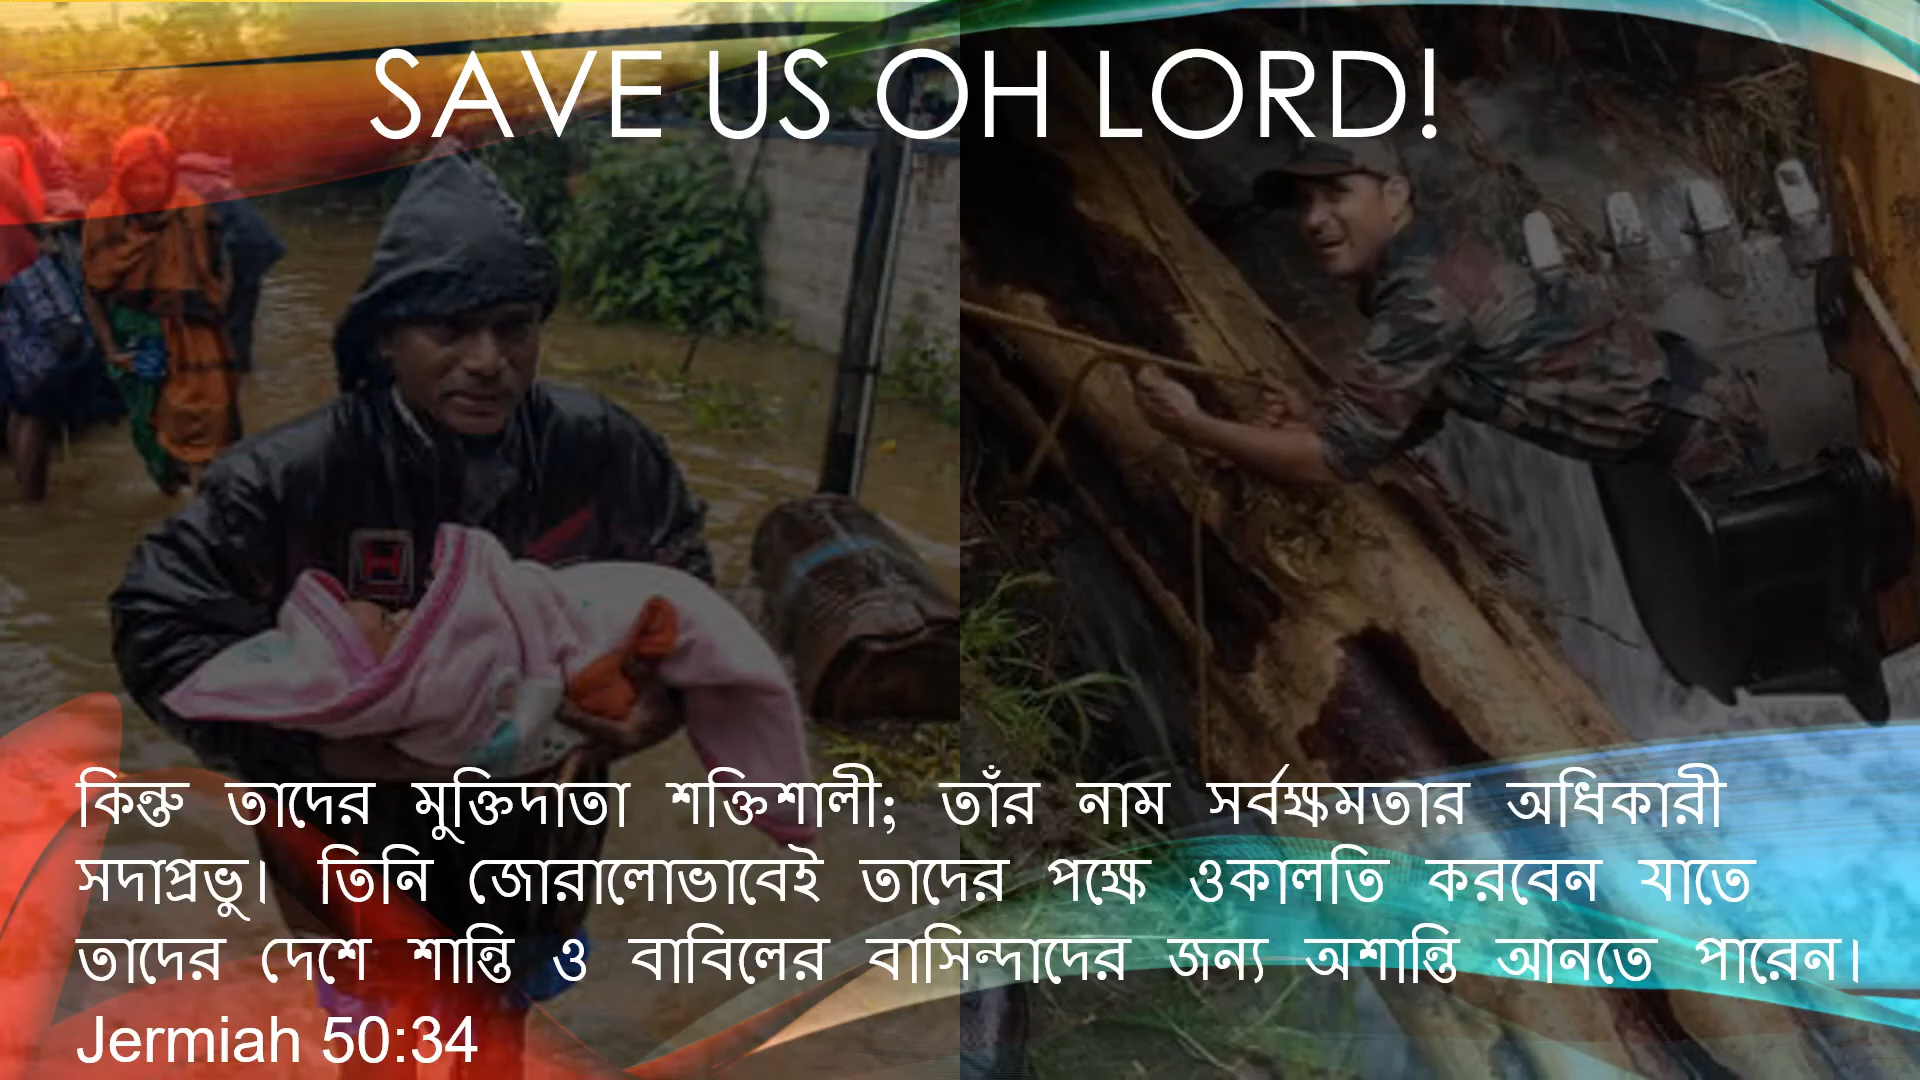 SAVE US OH LORD!
H
কিন্তু তাদের মুক্তিদাতা শক্তিশালী; তাঁর নাম সর্বক্ষমতার অধিকারী
সদাপ্রভু। তিনি জোরালোভাবেই তাদের পক্ষে ওকালতি করবেন যাতে
তাদের দেশে শান্তি ও বাবিলের বাসিন্দাদের জন্য অশান্তি আনতে পারেন।
Jermiah 50:34